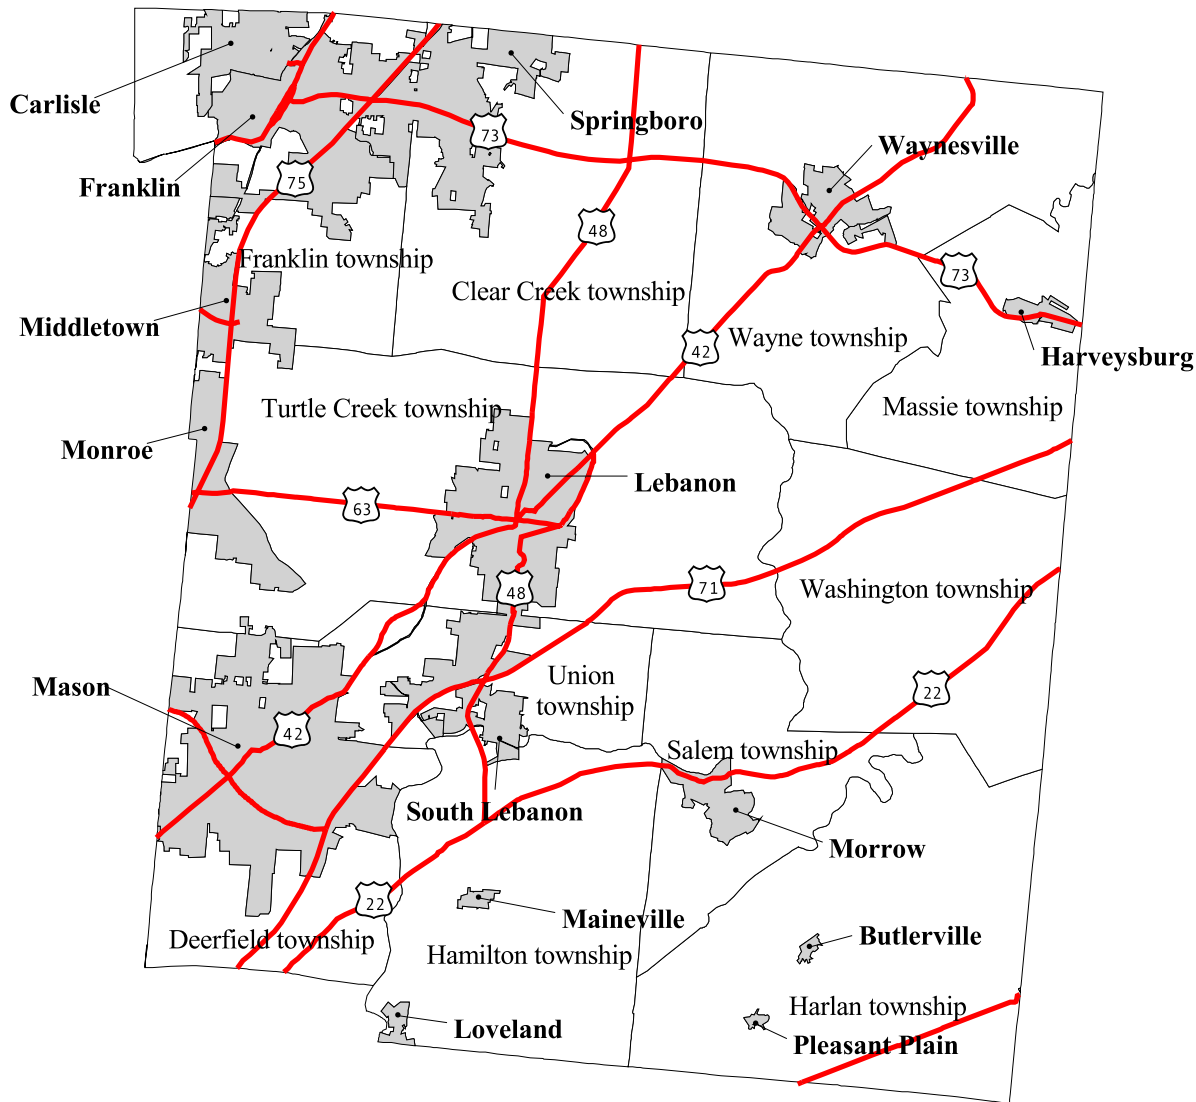 Carlisle
Springboro
73
Waynesville
Franklin
75
48
Franklin township
73
Clear Creek township
Middletown
Wayne township
42
Harveysburg
Turtle Creek township
Massie township
Monroe
Lebanon
63
71
48
Washington township
Union
township
Mason
22
42
Salem township
South Lebanon
Morrow
22
Maineville
Butlerville
Deerfield township
Hamilton township
Harlan township
Loveland
Pleasant Plain